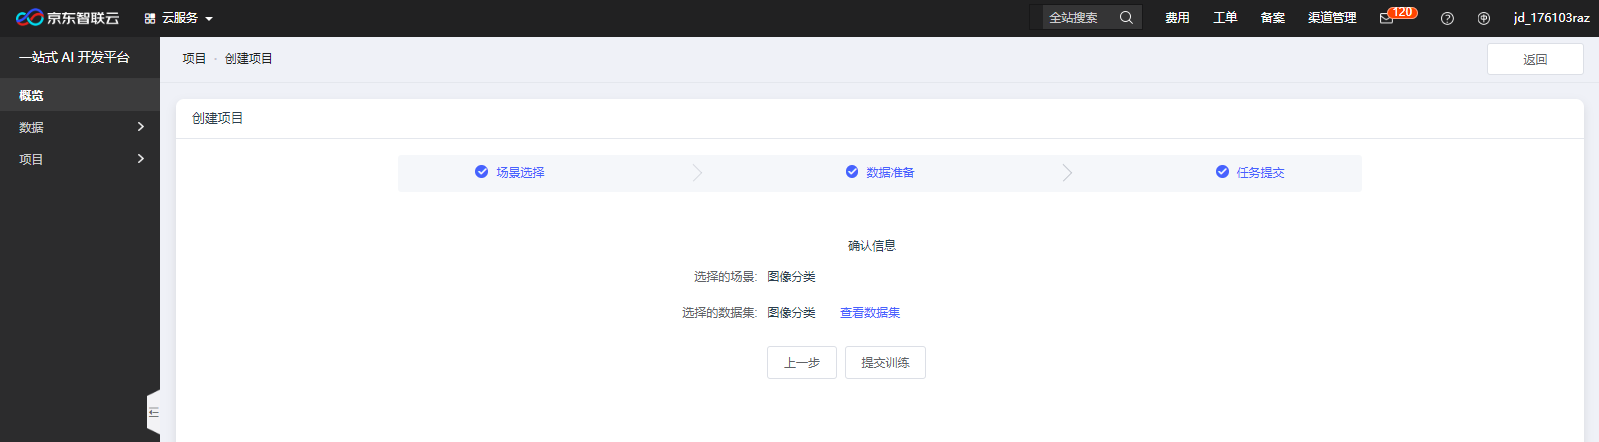 京东智联云 云服务 全站搜索 费用 工单 备案 渠道管理 120 jd_176103raz
一站式 AI 开发平台
概览
数据
项目
项目 · 创建项目 返回
创建项目
场景选择 数据准备 任务提交
确认信息
选择的场景: 图像分类
选择的数据集: 图像分类 查看数据集
上一步 提交训练